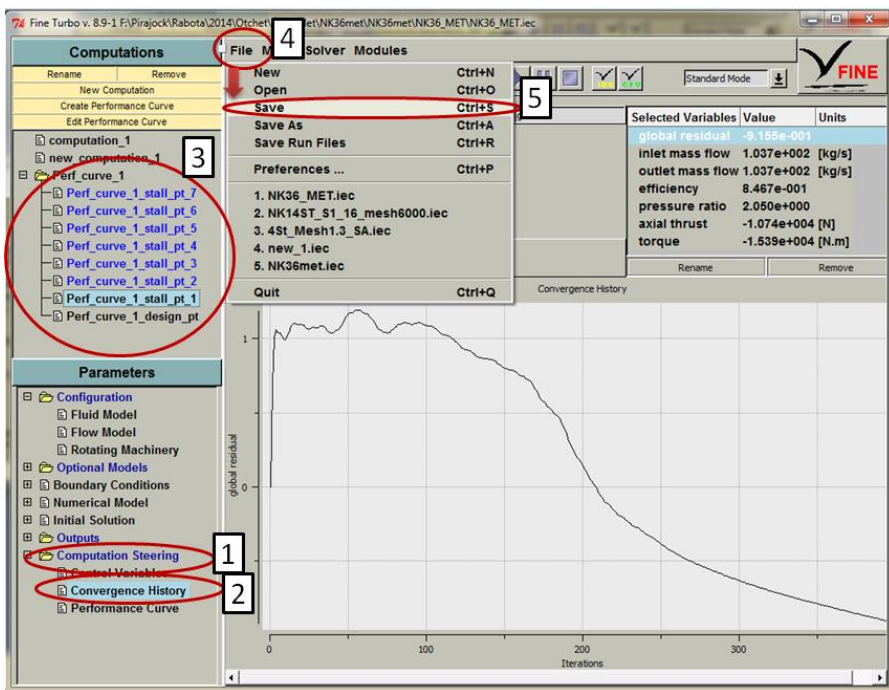 Fine Turbo v. 8.9-1 F:\Pirajock\Rabota\2014\Otchet\ et\NK36met\NK36met\NK36_MET\NK36_MET.iec
Computations
Rename Remove
New Computation
Create Performance Curve
Edit Performance Curve
computation_1
new_computation_1
Perf_curve_1
Perf_curve_1_stall_pt_7
Perf_curve_1_stall_pt_6
Perf_curve_1_stall_pt_5
Perf_curve_1_stall_pt_4
Perf_curve_1_stall_pt_3
Perf_curve_1_stall_pt_2
Perf_curve_1_stall_pt_1
Perf_curve_1_design_pt
3
Parameters
Configuration
Fluid Model
Flow Model
Rotating Machinery
Optional Models
Boundary Conditions
Numerical Model
Initial Solution
Outputs
Computation Steering
1
Control Variables
Convergence History
2
Performance Curve
File M Solver Modules
4
New Ctrl+N
Open Ctrl+O
Save Ctrl+S
5
Save As Ctrl+A
Save Run Files Ctrl+R
Preferences ... Ctrl+P
1. NK36_MET.iec
2. NK14ST_S1_16_mesh6000.iec
3. 4St_Mesh1.3_SA.iec
4. new_1.iec
5. NK36met.iec
Quit Ctrl+Q
Standard Mode
FINE
Selected Variables Value Units
global residual -9.155e-001
inlet mass flow 1.037e+002 [kg/s]
outlet mass flow 1.037e+002 [kg/s]
efficiency 8.467e-001
pressure ratio 2.050e+000
axial thrust -1.074e+004 [N]
torque -1.539e+004 [N.m]
Rename Remove
Convergence History
1
0
global residual
0 100 200 300
Iterations